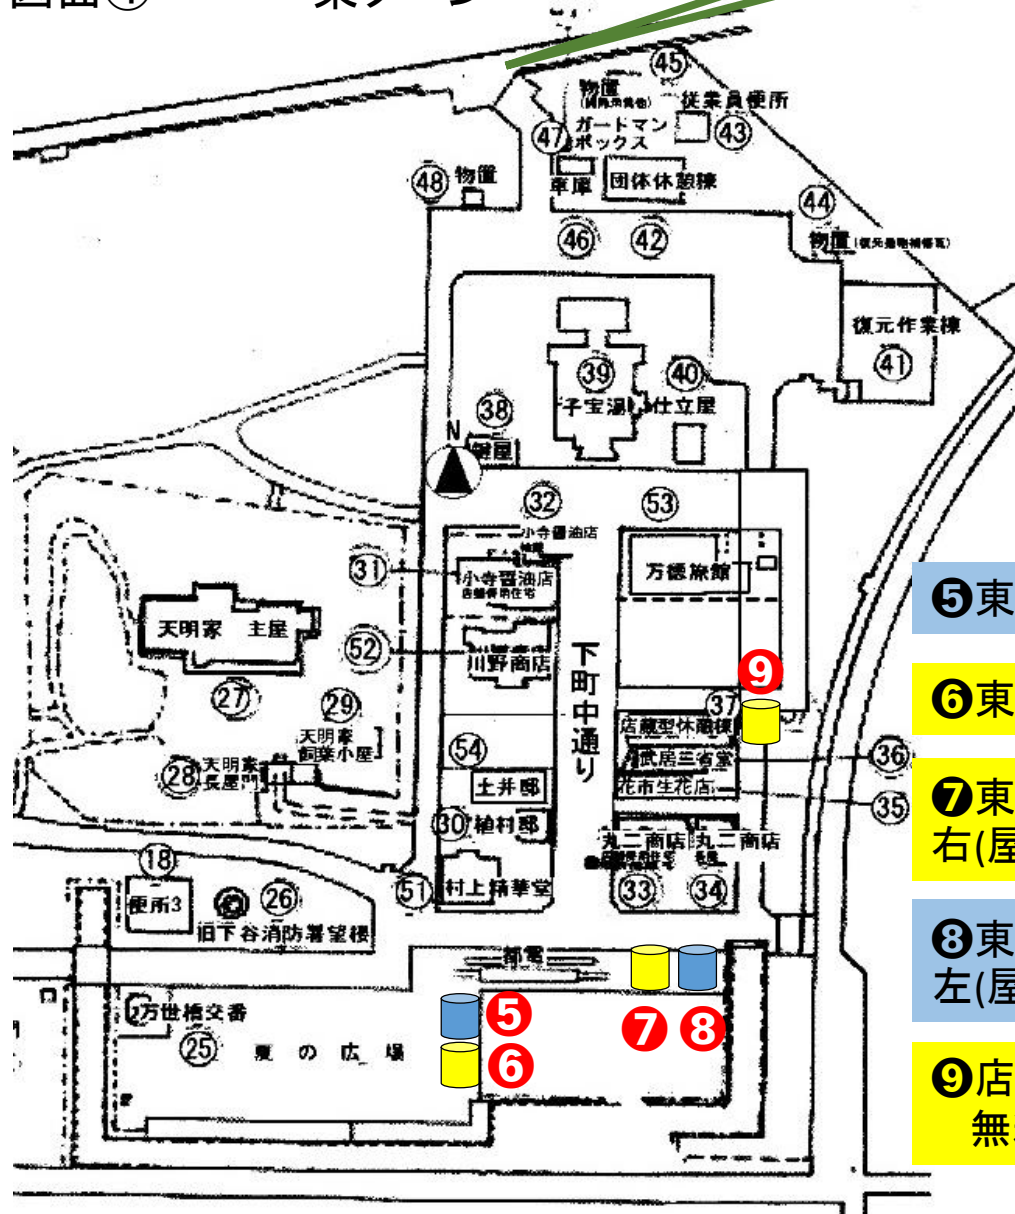 45
物置
従業員便所
ガードマン
ボックス
47
43
車庫
団体休憩棟
48
物置
44
46
42
物置
復元作業棟
41
39
40
子宝湯
仕立屋
38
N
鍵屋
32
53
小寺醤油店
31
小寺醤油店
店舗併用住宅
万徳旅館
天明家 主屋
52
川野商店
下町中通り
❺東
❻東
❾
27
29
37
店蔵型休憩棟
天明家
飼葉小屋
54
武居三省堂
36
28
天明家
長屋門
土井邸
花市生花店
35
❼東
右(屋
30
植村邸
丸二商店
丸二商店
18
51
村上精華堂
33
34
便所3
26
旧下谷消防署望楼
❽東
左(屋
都電
❺
❼
❽
万世橋交番
25
夏の広場
❻
❾店
無